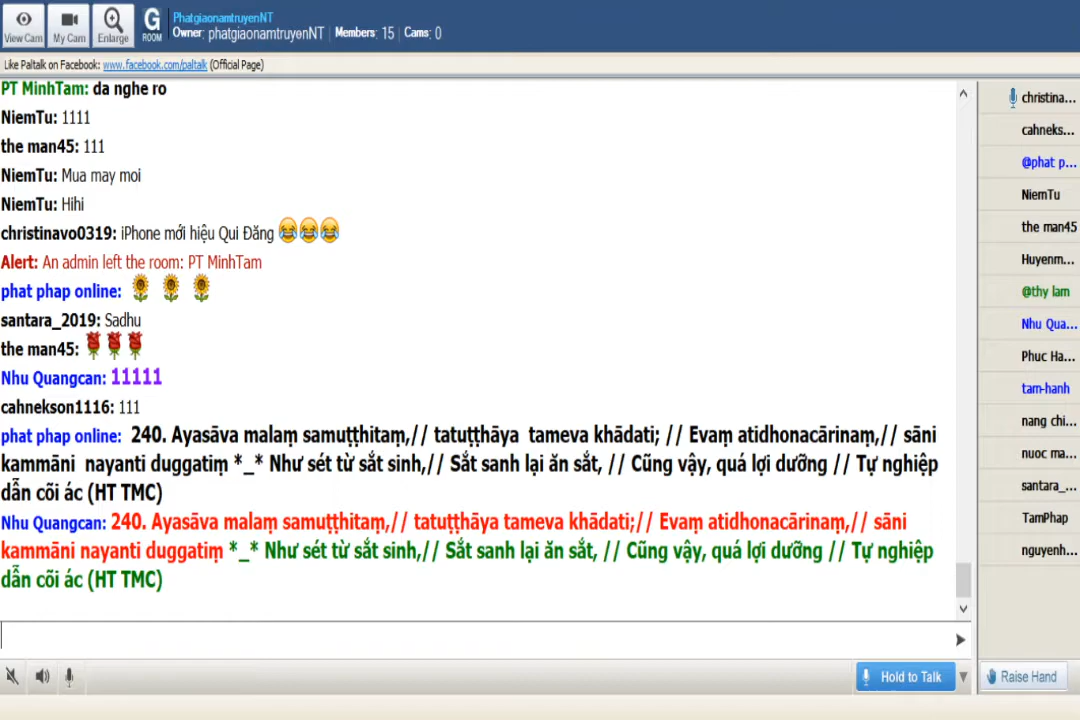 PhatgiaonamtruyenNT
View Cam My Cam Enlarge G ROOM Owner: phatgiaonamtruyenNT Members: 15 Cams: 0
Like Paltalk on Facebook: www.facebook.com/paltalk (Official Page)
PT MinhTam: da nghe ro
NiemTu: 1111
the man45: 111
NiemTu: Mua may moi
NiemTu: Hihi
christinavo0319: iPhone mới hiệu Qui Đăng
Alert: An admin left the room: PT MinhTam
phat phap online:
santara_2019: Sadhu
the man45:
Nhu Quangcan: 11111
cahnekson1116: 111
phat phap online: 240. Ayasāva malaṃ samuṭṭhitaṃ,// tatuṭṭhāya tameva khādati; // Evaṃ atidhonacārinaṃ,// sāni
kammāni nayanti duggatiṃ *_* Như sét từ sắt sinh,// Sắt sanh lại ăn sắt, // Cũng vậy, quá lợi dưỡng // Tự nghiệp
dẫn cõi ác (HT TMC)
Nhu Quangcan: 240. Ayasāva malaṃ samuṭṭhitaṃ,// tatuṭṭhāya tameva khādati;// Evaṃ atidhonacārinaṃ,// sāni
kammāni nayanti duggatiṃ *_* Như sét từ sắt sinh,// Sắt sanh lại ăn sắt, // Cũng vậy, quá lợi dưỡng // Tự nghiệp
dẫn cõi ác (HT TMC)
christina...
cahneks...
@phat p...
NiemTu
the man45
Huyenm...
@thy lam
Nhu Qua...
Phuc Ha...
tam-hanh
nang chi...
nuoc ma...
santara_...
TamPhap
nguyenh...
Hold to Talk
Raise Hand